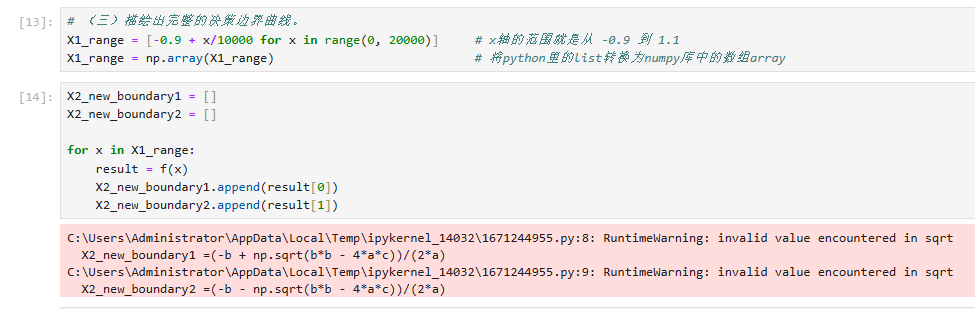 [13]: # （三）描绘出完整的决策边界曲线。
X1_range = [-0.9 + x/10000 for x in range(0, 20000)] # x轴的范围就是从 -0.9 到 1.1
X1_range = np.array(X1_range) # 将python里的list转换为numpy库中的数组array
[14]: X2_new_boundary1 = []
X2_new_boundary2 = []
for x in X1_range:
result = f(x)
X2_new_boundary1.append(result[0])
X2_new_boundary2.append(result[1])
C:\Users\Administrator\AppData\Local\Temp\ipykernel_14032\1671244955.py:8: RuntimeWarning: invalid value encountered in sqrt
X2_new_boundary1 =(-b + np.sqrt(b*b - 4*a*c))/(2*a)
C:\Users\Administrator\AppData\Local\Temp\ipykernel_14032\1671244955.py:9: RuntimeWarning: invalid value encountered in sqrt
X2_new_boundary2 =(-b - np.sqrt(b*b - 4*a*c))/(2*a)